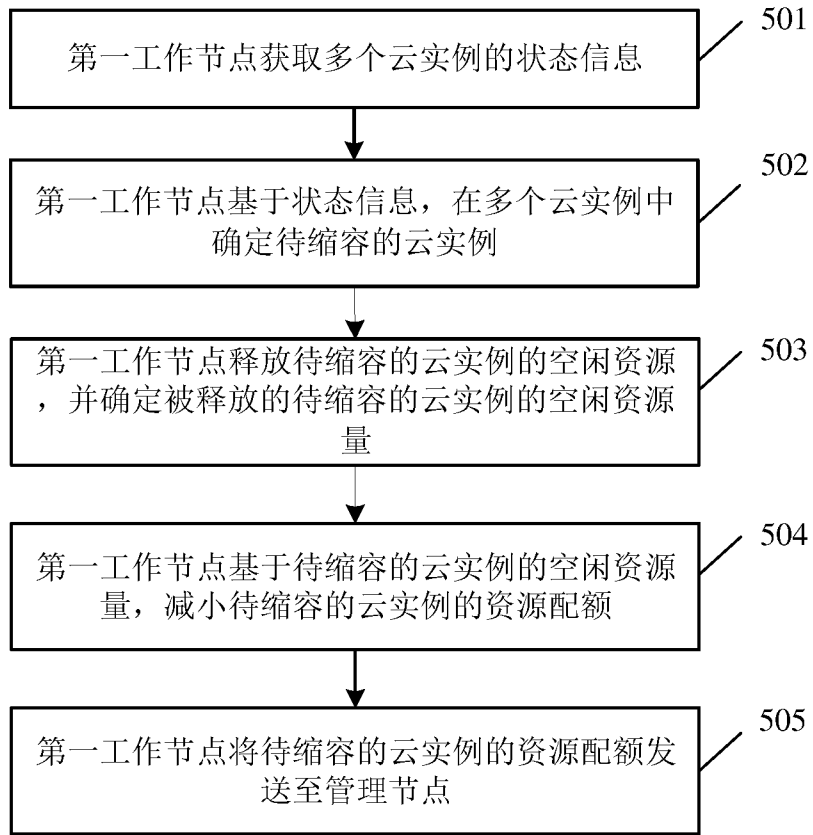 501
第一工作节点获取多个云实例的状态信息
502
第一工作节点基于状态信息，在多个云实例中
确定待缩容的云实例
503
第一工作节点释放待缩容的云实例的空闲资源
，并确定被释放的待缩容的云实例的空闲资源
量
504
第一工作节点基于待缩容的云实例的空闲资源
量，减小待缩容的云实例的资源配额
505
第一工作节点将待缩容的云实例的资源配额发
送至管理节点